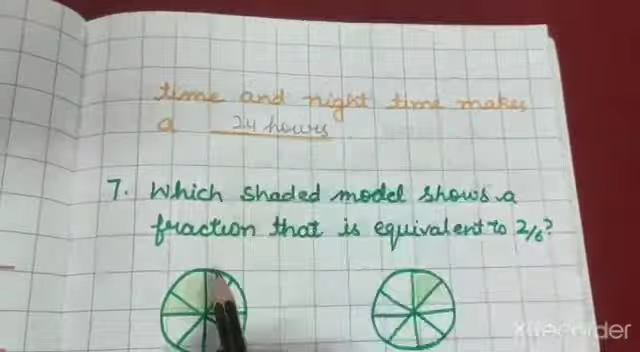 time and night time makes
a 24 hours
7. Which shaded model shows a
fraction that is equivalent to 2/6?